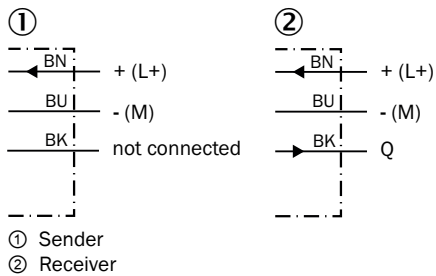 ① ②
BN + (L+) BN + (L+)
BU - (M) BU - (M)
BK not connected BK Q
① Sender
② Receiver